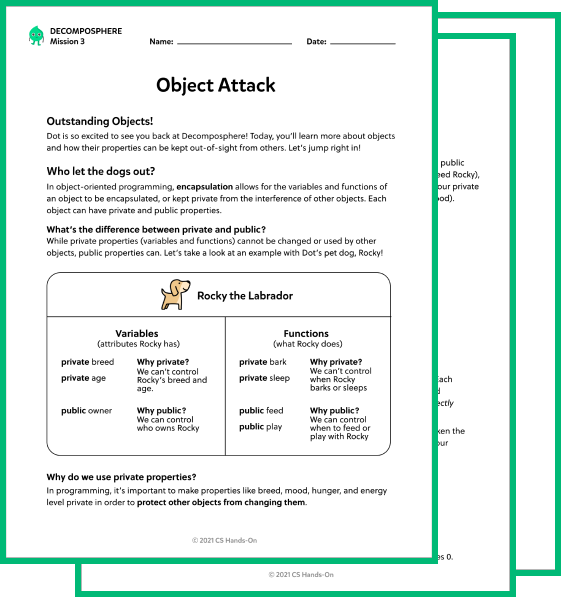 DECOMPOSPHERE
Mission 3
Name:
Date:
Object Attack
Outstanding Objects!
Dot is so excited to see you back at Decomposphere! Today, you'll learn more about objects
and how their properties can be kept out-of-sight from others. Let's jump right in!
Who let the dogs out?
In object-oriented programming, encapsulation allows for the variables and functions of
an object to be encapsulated, or kept private from the interference of other objects. Each
object can have private and public properties.
What's the difference between private and public?
While private properties (variables and functions) cannot be changed or used by other
objects, public properties can. Let's take a look at an example with Dot's pet dog, Rocky!
Rocky the Labrador
Variables
(attributes Rocky has)
private breed
private age
Why private?
We can't control
Rocky's breed and
age.
public owner
Why public?
We can control
who owns Rocky
Functions
(what Rocky does)
private bark
private sleep
Why private?
We can't control
when Rocky
barks or sleeps
public feed
public play
Why public?
We can control
when to feed or
play with Rocky
Why do we use private properties?
In programming, it's important to make properties like breed, mood, hunger, and energy
level private in order to protect other objects from changing them.
© 2021 CS Hands-On
public
eed Rocky),
our private
od).
Each
ectly
ken the
our
es 0.
© 2021 CS Hands-On